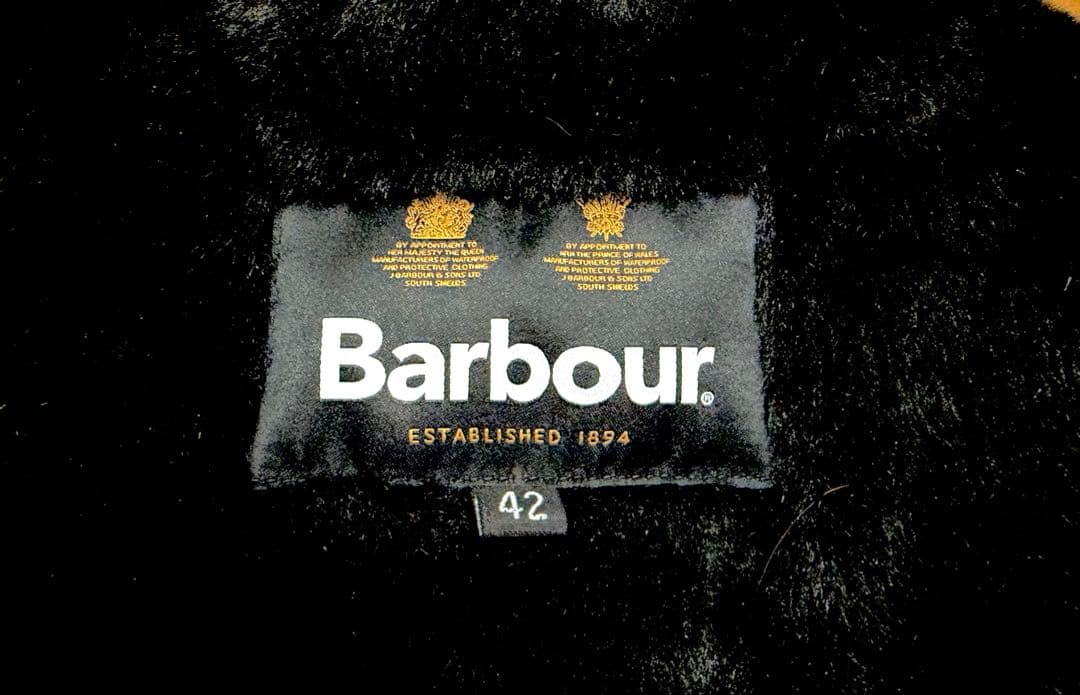 BY APPOINTMENT TO
HER MAJESTY THE QUEEN
MANUFACTURERS OF WATERPROOF
AND PROTECTIVE CLOTHING
J BARBOUR & SONS LTD
SOUTH SHIELDS
BY APPOINTMENT TO
HRH THE PRINCE OF WALES
MANUFACTURERS OF WATERPROOF
AND PROTECTIVE CLOTHING
J BARBOUR & SONS LTD
SOUTH SHIELDS
Barbour®
ESTABLISHED 1894
42